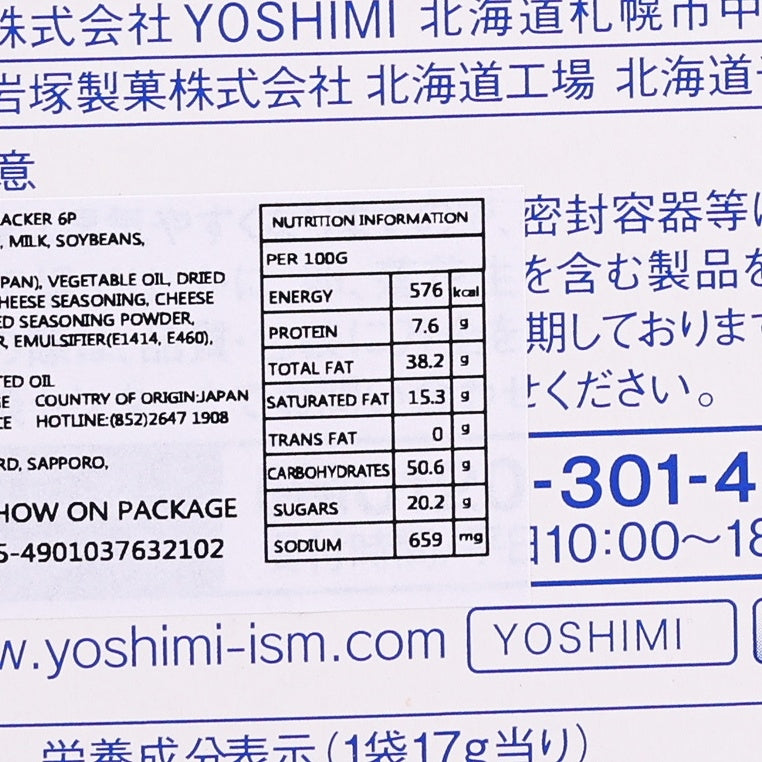 株式会社 YOSHIMI 北海道札幌市中
岩塚製菓株式会社 北海道工場 北海道
意
密封容器等
を含む製品を
期しております
ください。
ACKER 6P
, MILK, SOYBEANS,
PAN), VEGETABLE OIL, DRIED
HEESE SEASONING, CHEESE
ED SEASONING POWDER,
R, EMULSIFIER(E1414, E460),
TED OIL
GE COUNTRY OF ORIGIN:JAPAN
CE HOTLINE:(852)2647 1908
RD, SAPPORO,
HOW ON PACKAGE
5-4901037632102
NUTRITION INFORMATION
PER 100G
ENERGY 576 kcal
PROTEIN 7.6 g
TOTAL FAT 38.2 g
SATURATED FAT 15.3 g
TRANS FAT 0 g
CARBOHYDRATES 50.6 g
SUGARS 20.2 g
SODIUM 659 mg
-301-4
10:00～18
w.yoshimi-ism.com YOSHIMI
栄養成分表示（1袋17g当り）